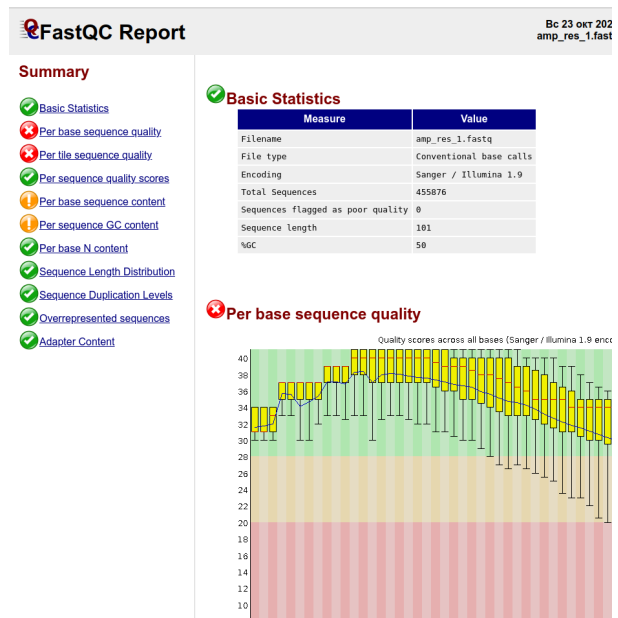 FastQC Report
Вс 23 окт 202
amp_res_1.fast
Summary
Basic Statistics
Per base sequence quality
Per tile sequence quality
Per sequence quality scores
Per base sequence content
Per sequence GC content
Per base N content
Sequence Length Distribution
Sequence Duplication Levels
Overrepresented sequences
Adapter Content
Basic Statistics
Measure Value
Filename amp_res_1.fastq
File type Conventional base calls
Encoding Sanger / Illumina 1.9
Total Sequences 455876
Sequences flagged as poor quality 0
Sequence length 101
%GC 50
Per base sequence quality
Quality scores across all bases (Sanger / Illumina 1.9 enco
40
38
36
34
32
30
28
26
24
22
20
18
16
14
12
10